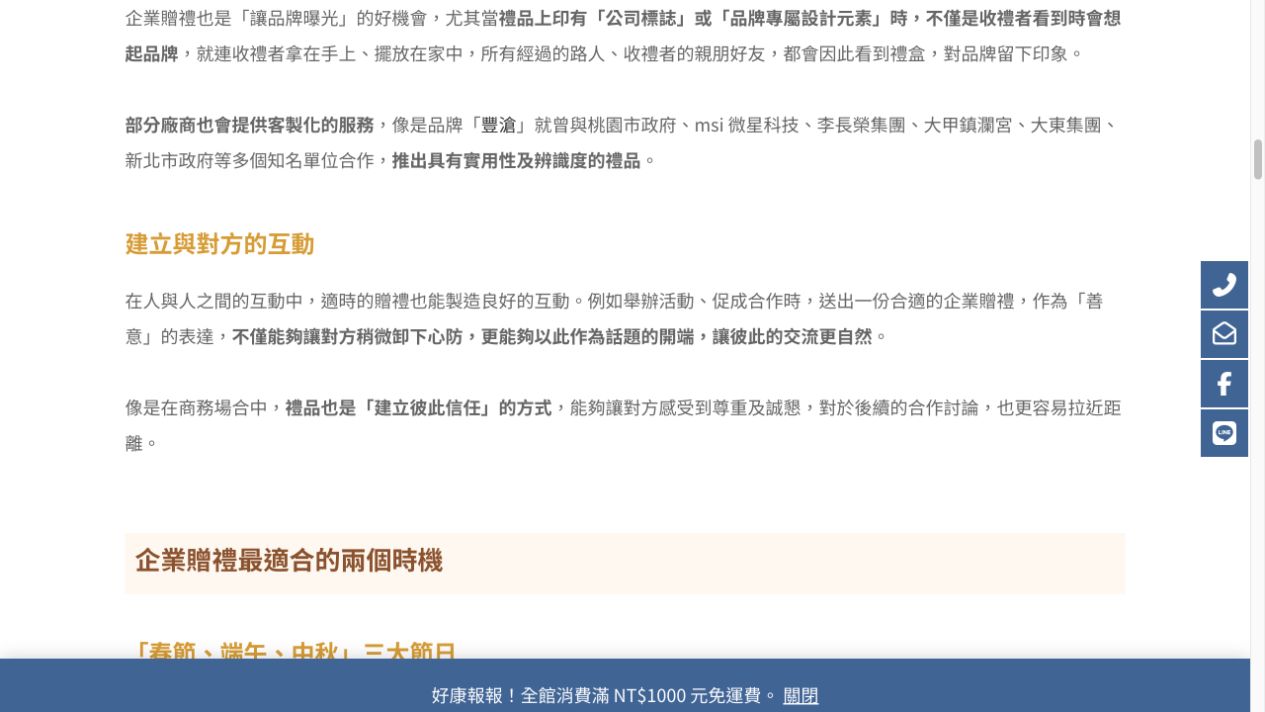 企業贈禮也是「讓品牌曝光」的好機會，尤其當禮品上印有「公司標誌」或「品牌專屬設計元素」時，不僅是收禮者看到時會想
起品牌，就連收禮者拿在手上、擺放在家中，所有經過的路人、收禮者的親朋好友，都會因此看到禮盒，對品牌留下印象。
部分廠商也會提供客製化的服務，像是品牌「豐滄」就曾與桃園市政府、msi 微星科技、李長榮集團、大甲鎮瀾宮、大東集團、
新北市政府等多個知名單位合作，推出具有實用性及辨識度的禮品。
建立與對方的互動
在人與人之間的互動中，適時的贈禮也能製造良好的互動。例如舉辦活動、促成合作時，送出一份合適的企業贈禮，作為「善
意」的表達，不僅能夠讓對方稍微卸下心防，更能夠以此作為話題的開端，讓彼此的交流更自然。
像是在商務場合中，禮品也是「建立彼此信任」的方式，能夠讓對方感受到尊重及誠懇，對於後續的合作討論，也更容易拉近距
離。
企業贈禮最適合的兩個時機
「春節、端午、中秋」三大節日
好康報報！全館消費滿 NT$1000 元免運費。 關閉
LINE